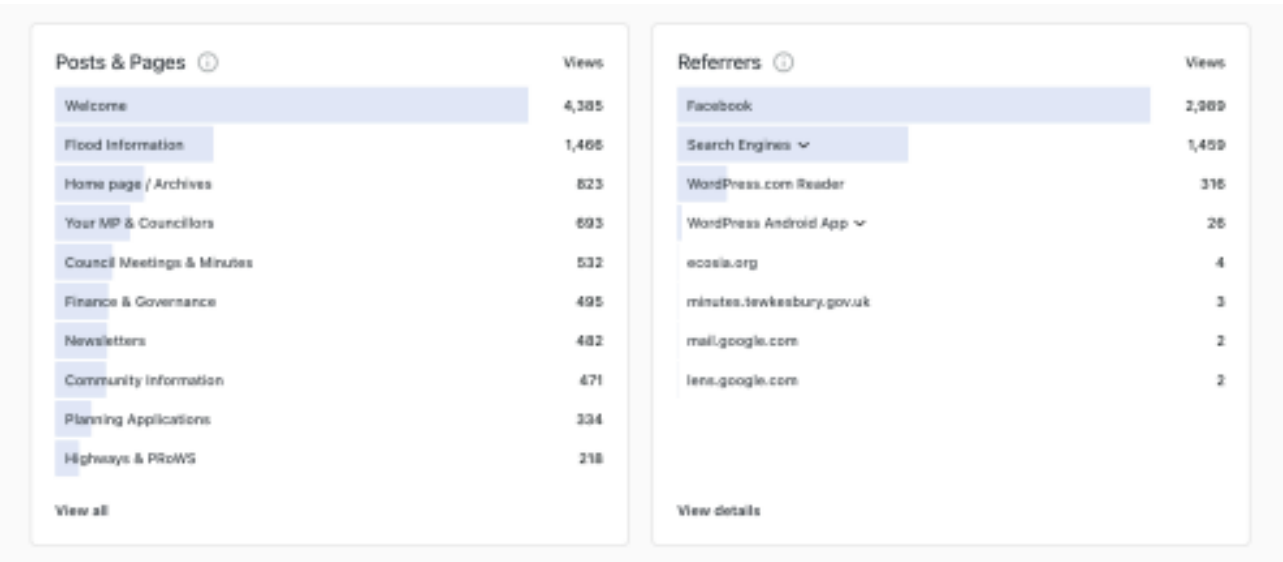 Posts & Pages Views
Welcome 4,385
Flood Information 1,466
Home page / Archives 823
Your MP & Councillors 693
Council Meetings & Minutes 532
Finance & Governance 495
Newsletters 482
Community Information 471
Planning Applications 334
Highways & PRoWS 218
View all
Referrers Views
Facebook 2,989
Search Engines 1,459
WordPress.com Reader 316
WordPress Android App 26
ecosia.org 4
minutes.tewkesbury.gov.uk 3
mail.google.com 2
lens.google.com 2
View details